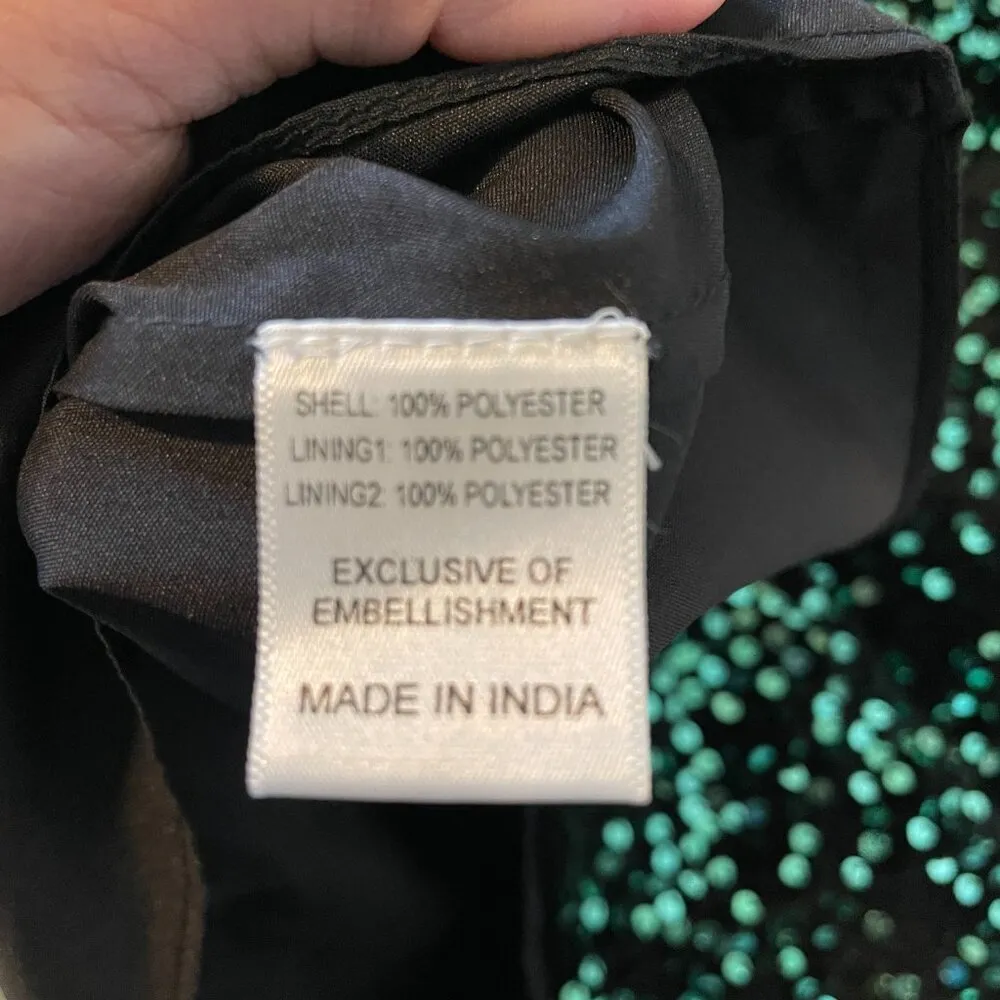 SHELL: 100% POLYESTER
LINING1: 100% POLYESTER
LINING2: 100% POLYESTER
EXCLUSIVE OF
EMBELLISHMENT
MADE IN INDIA